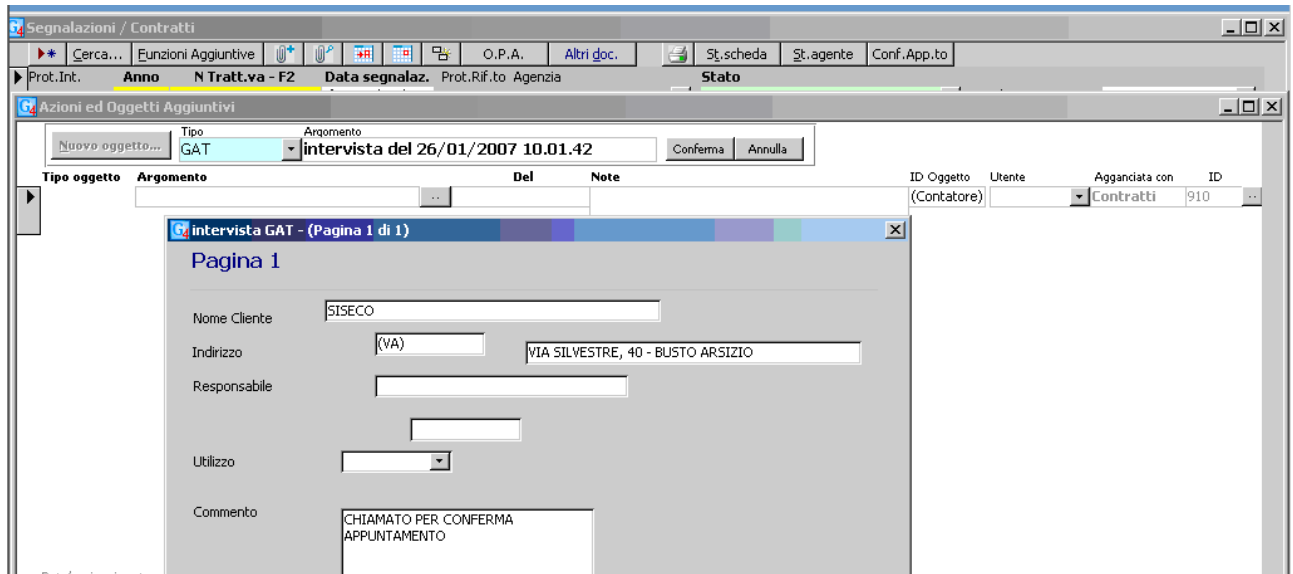 Segnalazioni / Contratti
Cerca... Funzioni Aggiuntive O.P.A. Altri doc. St.scheda St.agente Conf.App.to
Prot.Int. Anno N Tratt.va - F2 Data segnalaz. Prot.Rif.to Agenzia Stato
Azioni ed Oggetti Aggiuntivi
Tipo Argomento
Nuovo oggetto... GAT intervista del 26/01/2007 10.01.42 Conferma Annulla
Tipo oggetto Argomento Del Note ID Oggetto Utente Agganciata con ID
.. (Contatore) Contratti 910 ..
intervista GAT - (Pagina 1 di 1)
Pagina 1
Nome Cliente SISECO
Indirizzo (VA) VIA SILVESTRE, 40 - BUSTO ARSIZIO
Responsabile
Utilizzo
Commento CHIAMATO PER CONFERMA
APPUNTAMENTO